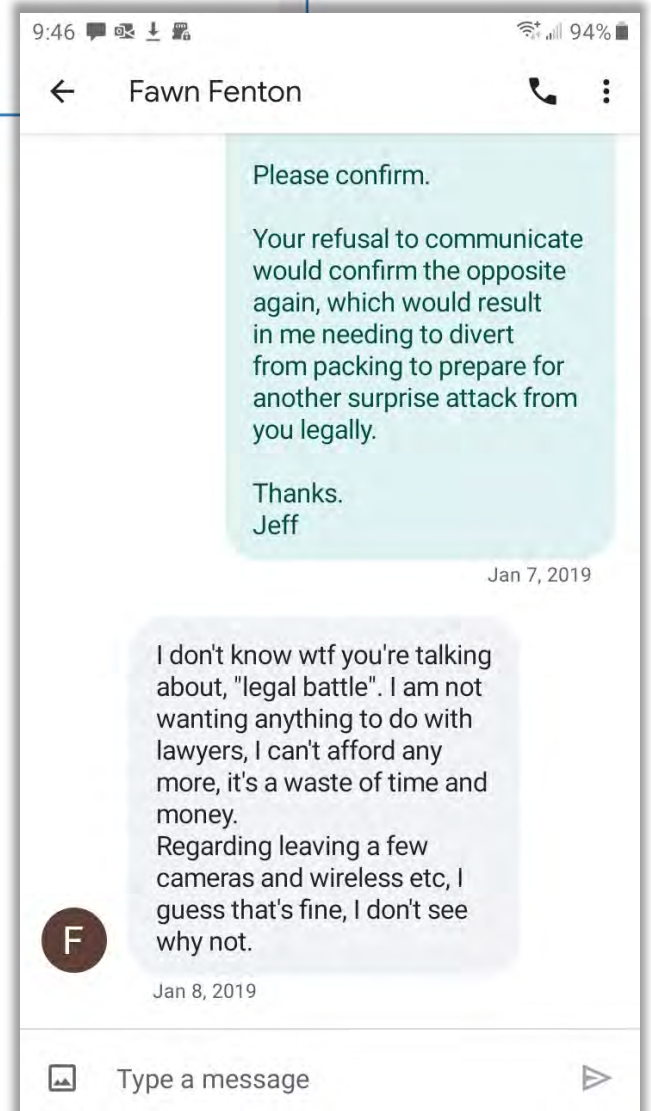 9:46 94%
Fawn Fenton
Please confirm.
Your refusal to communicate
would confirm the opposite
again, which would result
in me needing to divert
from packing to prepare for
another surprise attack from
you legally.
Thanks.
Jeff
Jan 7, 2019
I don't know wtf you're talking
about, "legal battle". I am not
wanting anything to do with
lawyers, I can't afford any
more, it's a waste of time and
money.
Regarding leaving a few
cameras and wireless etc, I
guess that's fine, I don't see
why not.
F
Jan 8, 2019
Type a message